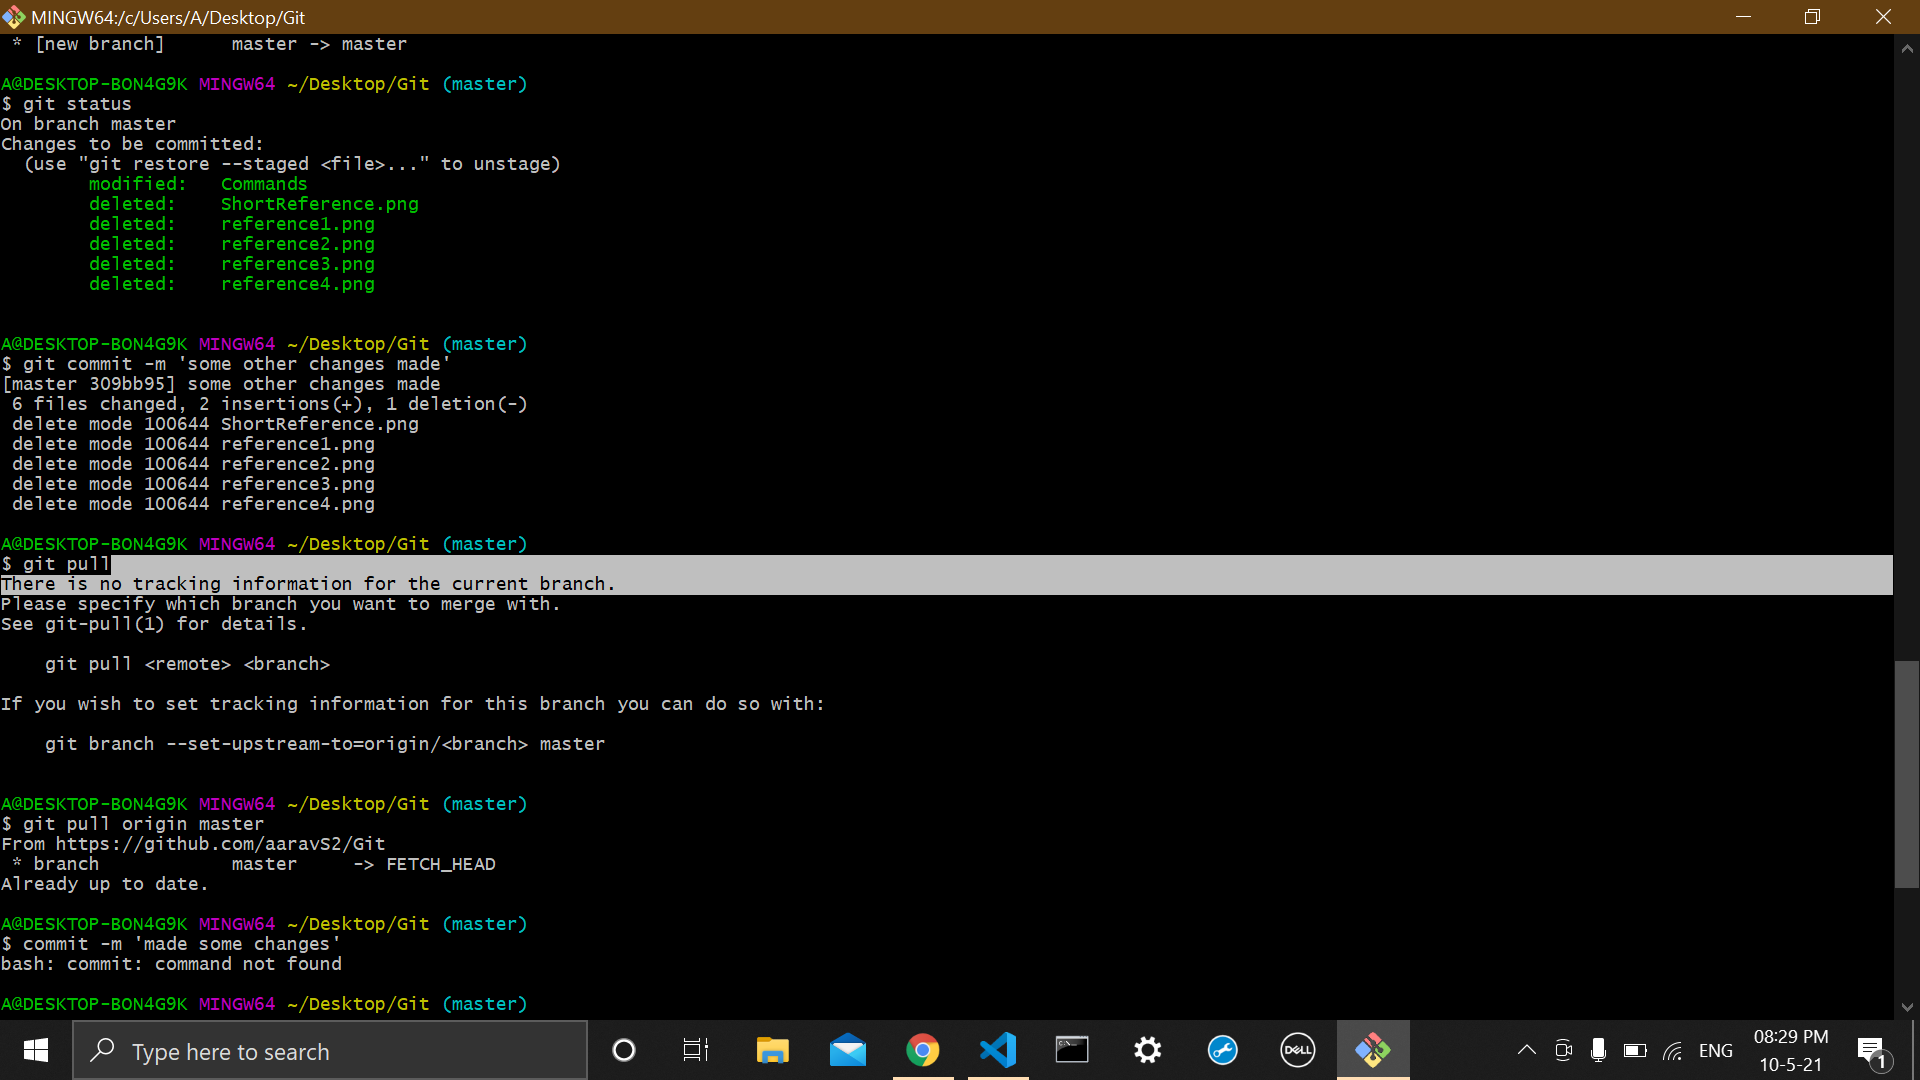 MINGW64:/c/Users/A/Desktop/Git
 * [new branch]      master -> master
A@DESKTOP-BON4G9K MINGW64 ~/Desktop/Git (master)
$ git status
On branch master
Changes to be committed:
  (use "git restore --staged <file>..." to unstage)
        modified:   Commands
        deleted:    ShortReference.png
        deleted:    reference1.png
        deleted:    reference2.png
        deleted:    reference3.png
        deleted:    reference4.png
A@DESKTOP-BON4G9K MINGW64 ~/Desktop/Git (master)
$ git commit -m 'some other changes made'
[master 309bb95] some other changes made
 6 files changed, 2 insertions(+), 1 deletion(-)
 delete mode 100644 ShortReference.png
 delete mode 100644 reference1.png
 delete mode 100644 reference2.png
 delete mode 100644 reference3.png
 delete mode 100644 reference4.png
A@DESKTOP-BON4G9K MINGW64 ~/Desktop/Git (master)
$ git pull
There is no tracking information for the current branch.
Please specify which branch you want to merge with.
See git-pull(1) for details.
    git pull <remote> <branch>
If you wish to set tracking information for this branch you can do so with:
    git branch --set-upstream-to=origin/<branch> master
A@DESKTOP-BON4G9K MINGW64 ~/Desktop/Git (master)
$ git pull origin master
From https://github.com/aaravS2/Git
 * branch            master     -> FETCH_HEAD
Already up to date.
A@DESKTOP-BON4G9K MINGW64 ~/Desktop/Git (master)
$ commit -m 'made some changes'
bash: commit: command not found
A@DESKTOP-BON4G9K MINGW64 ~/Desktop/Git (master)
Type here to search
DELL
ENG
08:29 PM
10-5-21
1